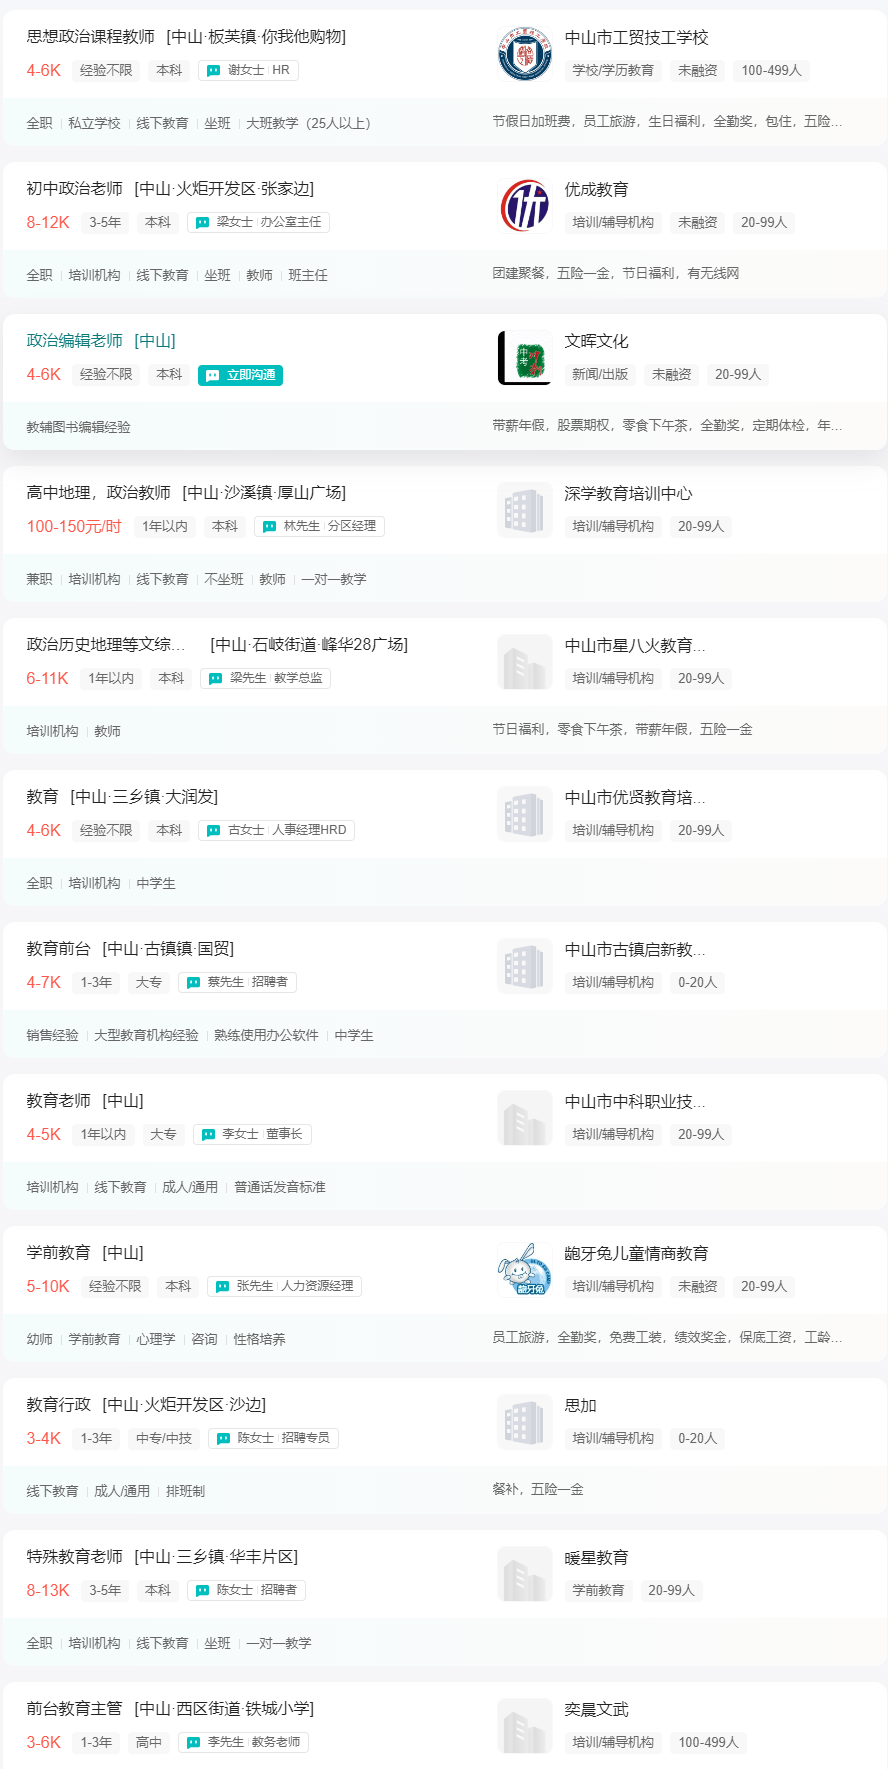 思想政治课程教师 [中山·板芙镇·你我他购物]
4-6K 经验不限 本科 谢女士 HR
中山市工贸技工学校
学校/学历教育 未融资 100-499人
全职 私立学校 线下教育 坐班 大班教学（25人以上）
节假日加班费，员工旅游，生日福利，全勤奖，包住，五险...
初中政治老师 [中山·火炬开发区·张家边]
8-12K 3-5年 本科 梁女士 办公室主任
优成教育
培训/辅导机构 未融资 20-99人
全职 培训机构 线下教育 坐班 教师 班主任
团建聚餐，五险一金，节日福利，有无线网
政治编辑老师 [中山]
4-6K 经验不限 本科 立即沟通
中考
文晖文化
新闻/出版 未融资 20-99人
教辅图书编辑经验
带薪年假，股票期权，零食下午茶，全勤奖，定期体检，年...
高中地理，政治教师 [中山·沙溪镇·厚山广场]
100-150元/时 1年以内 本科 林先生 分区经理
深学教育培训中心
培训/辅导机构 20-99人
兼职 培训机构 线下教育 不坐班 教师 一对一教学
政治历史地理等文综... [中山·石岐街道·峰华28广场]
6-11K 1年以内 本科 梁先生 教学总监
中山市星八火教育...
培训/辅导机构 20-99人
培训机构 教师
节日福利，零食下午茶，带薪年假，五险一金
教育 [中山·三乡镇·大润发]
4-6K 经验不限 本科 古女士 人事经理HRD
中山市优贤教育培...
培训/辅导机构 20-99人
全职 培训机构 中学生
教育前台 [中山·古镇镇·国贸]
4-7K 1-3年 大专 蔡先生 招聘者
中山市古镇启新教...
培训/辅导机构 0-20人
销售经验 大型教育机构经验 熟练使用办公软件 中学生
教育老师 [中山]
4-5K 1年以内 大专 李女士 董事长
中山市中科职业技...
培训/辅导机构 20-99人
培训机构 线下教育 成人/通用 普通话发音标准
学前教育 [中山]
5-10K 经验不限 本科 张先生 人力资源经理
龅牙兔
龅牙兔儿童情商教育
培训/辅导机构 未融资 20-99人
幼师 学前教育 心理学 咨询 性格培养
员工旅游，全勤奖，免费工装，绩效奖金，保底工资，工龄...
教育行政 [中山·火炬开发区·沙边]
3-4K 1-3年 中专/中技 陈女士 招聘专员
思加
培训/辅导机构 0-20人
线下教育 成人/通用 排班制
餐补，五险一金
特殊教育老师 [中山·三乡镇·华丰片区]
8-13K 3-5年 本科 陈女士 招聘者
暖星教育
学前教育 20-99人
全职 培训机构 线下教育 坐班 一对一教学
前台教育主管 [中山·西区街道·铁城小学]
3-6K 1-3年 高中 李先生 教务老师
奕晨文武
培训/辅导机构 100-499人